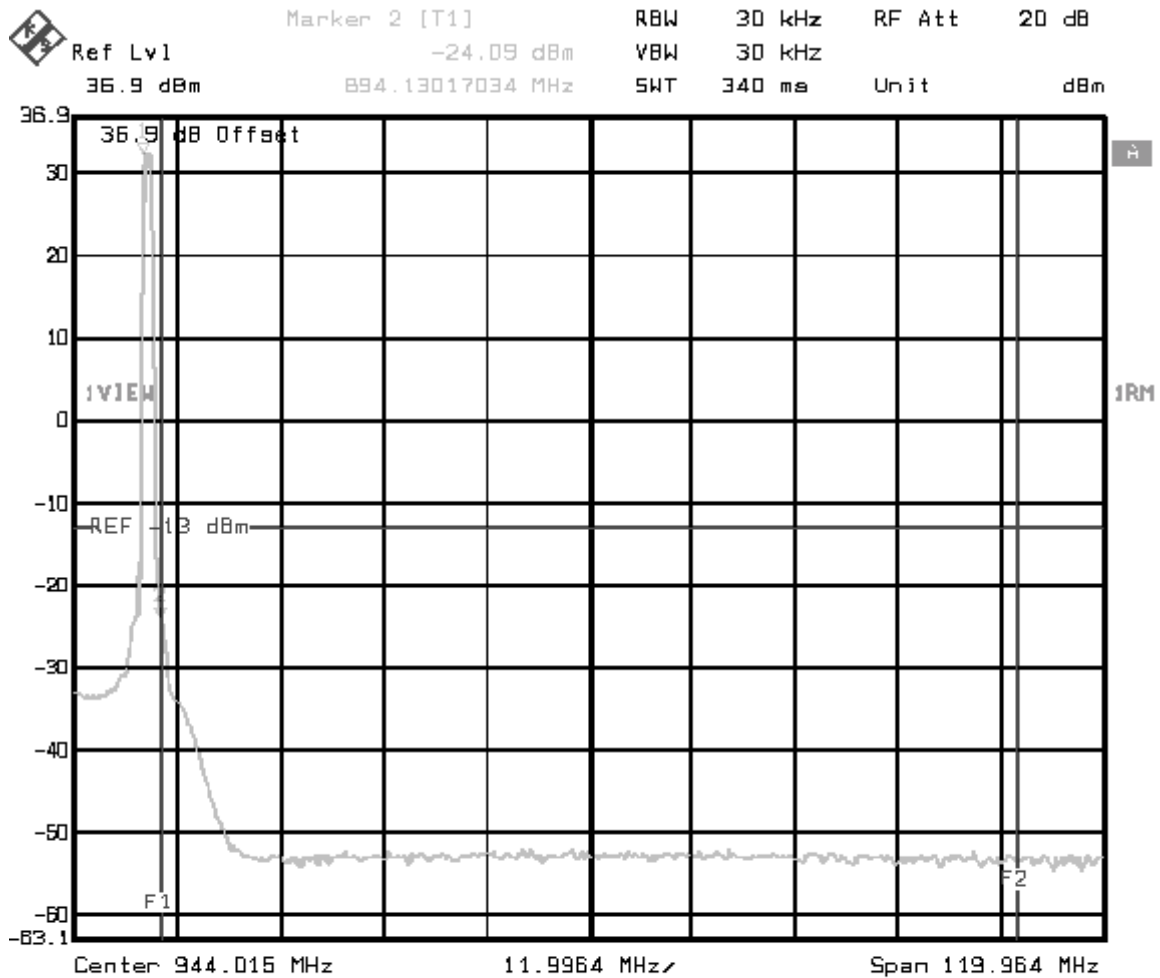 Marker 2 [T1] RBW 30 kHz RF Att 20 dB
Ref Lvl -24.09 dBm VBW 30 kHz
36.9 dBm 894.13017034 MHz SWT 340 ms Unit dBm
36.9
36.9 dB Offset
A
30
20
10
1VIEW 1RM
0
-10
REF -13 dBm
-20
-30
-40
-50
F2
F1
-60
-63.1
Center 944.015 MHz 11.9964 MHz/ Span 119.964 MHz